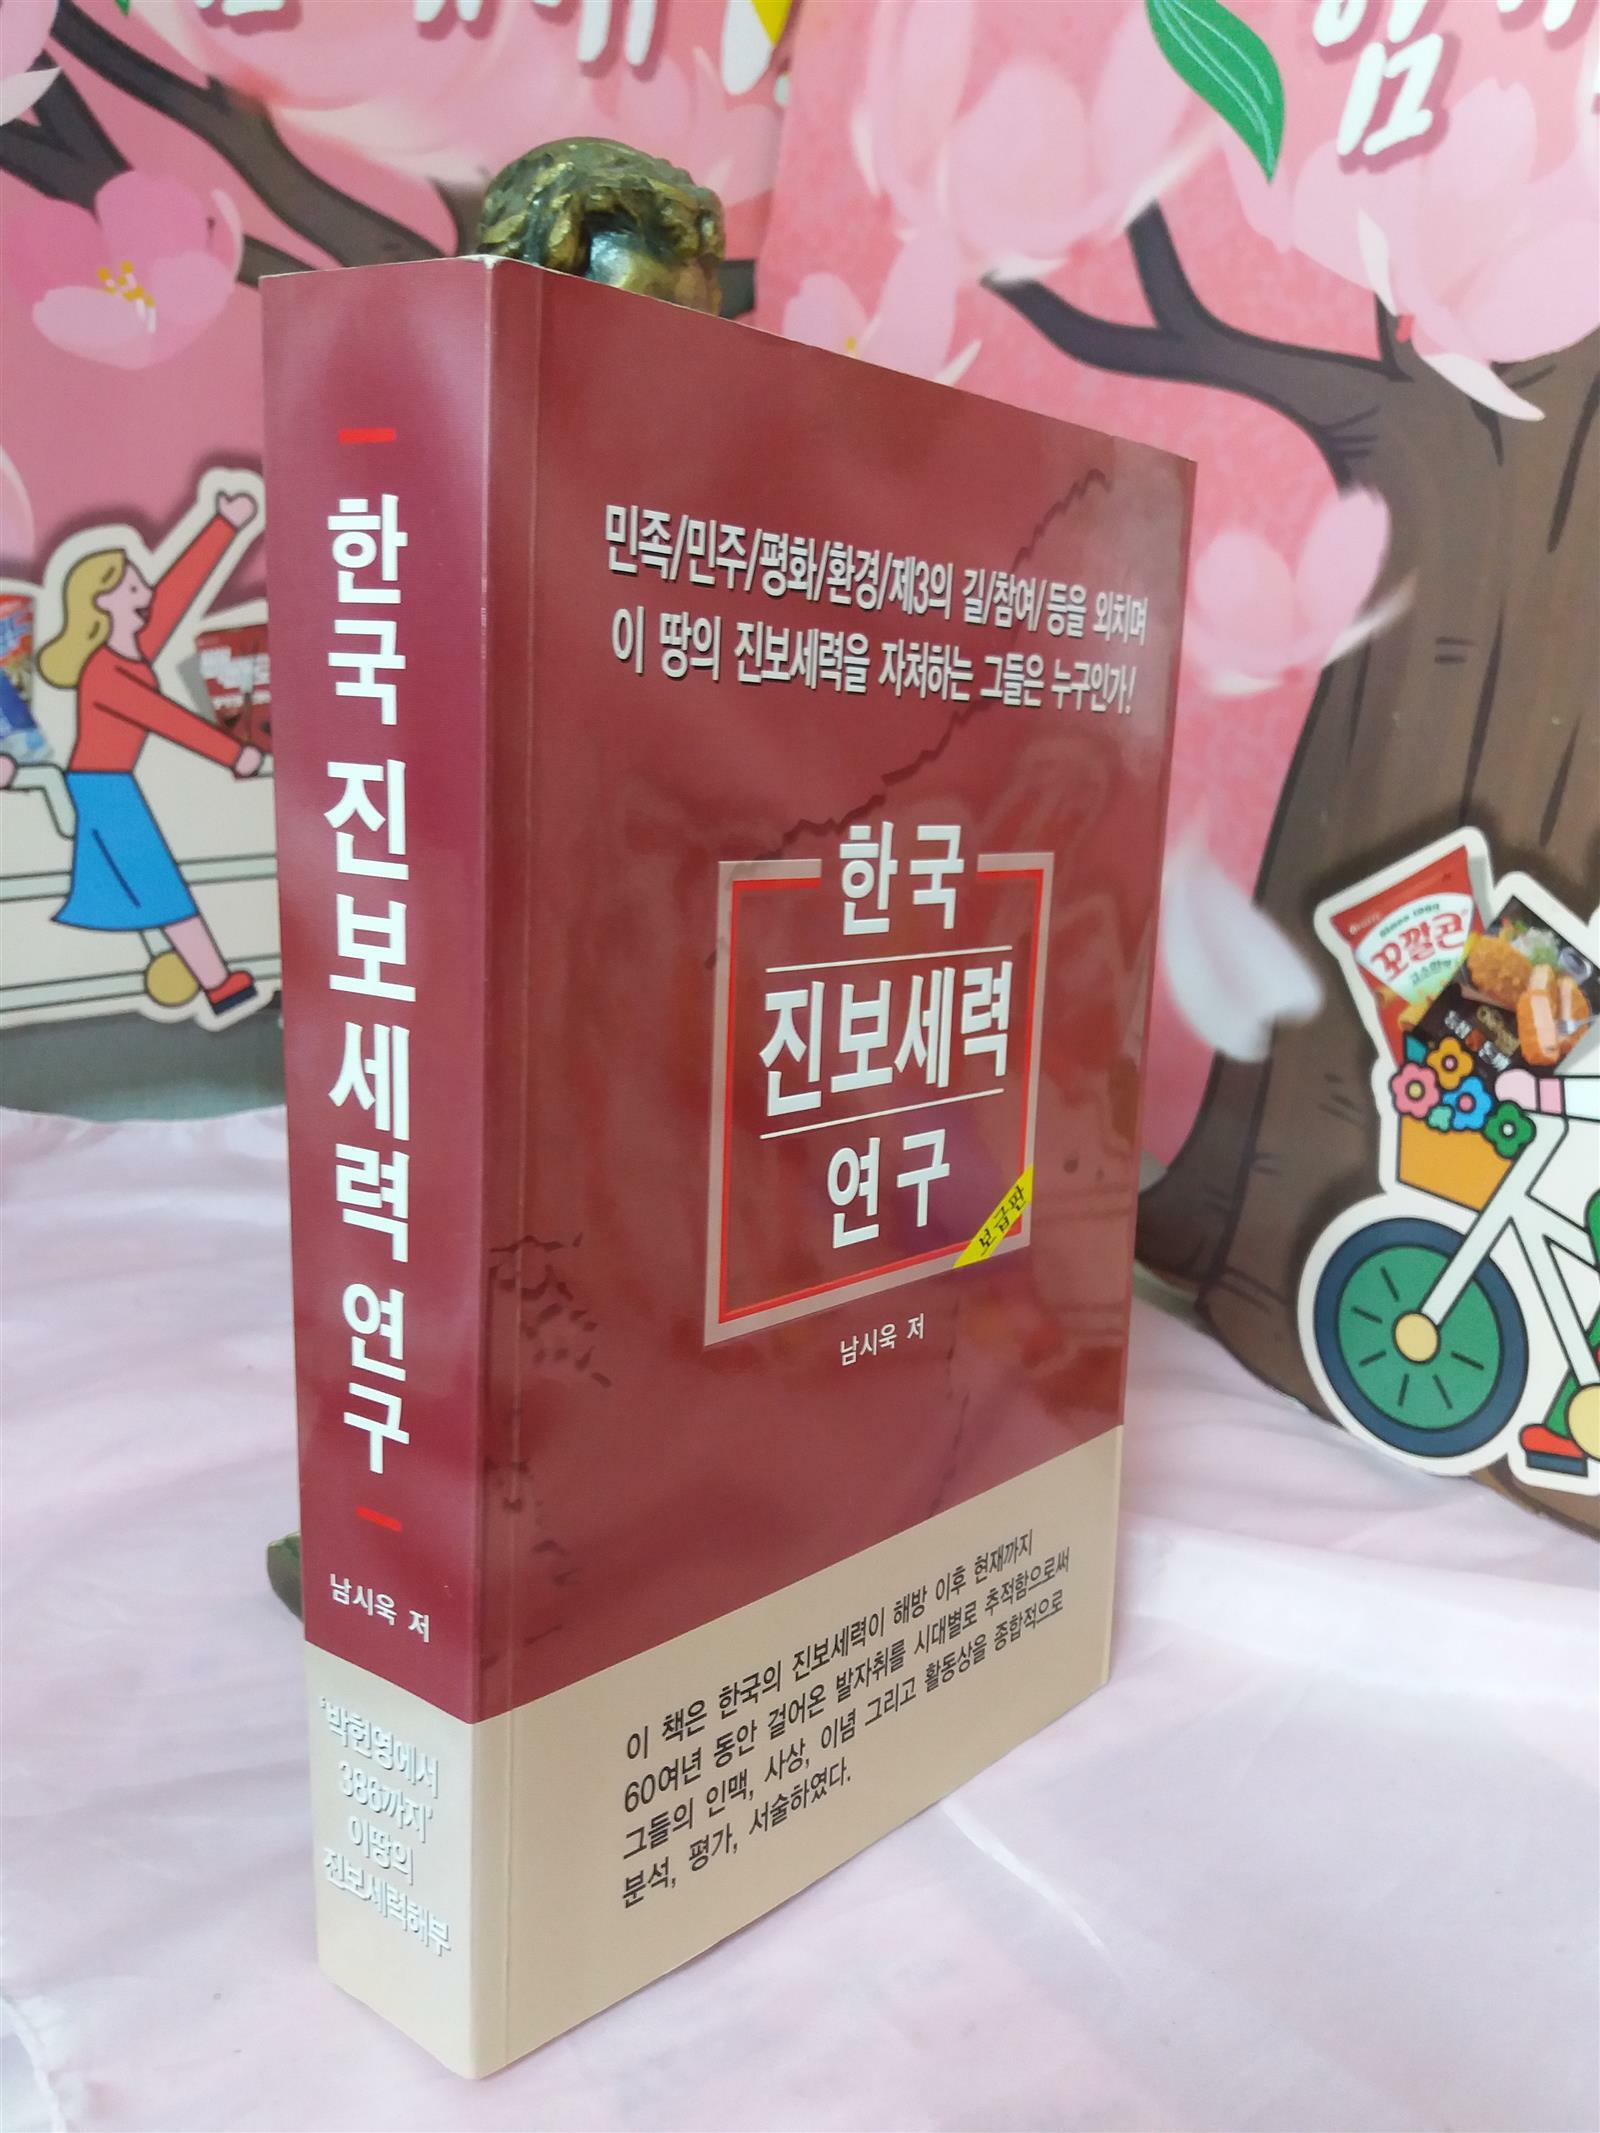 한국 진보세력 연구
남시욱 저
'박헌영에서
386까지'
이땅의
진보세력해부
민족/민주/평화/환경/제3의 길/참여/등을 외치며
이 땅의 진보세력을 자처하는 그들은 누구인가!
한국
진보세력
연구
보급판
남시욱 저
이 책은 한국의 진보세력이 해방 이후 현재까지
60여년 동안 걸어온 발자취를 시대별로 추적함으로써
그들의 인맥, 사상, 이념 그리고 활동상을 종합적으로
분석, 평가, 서술하였다.
꼬깔콘
고소한맛